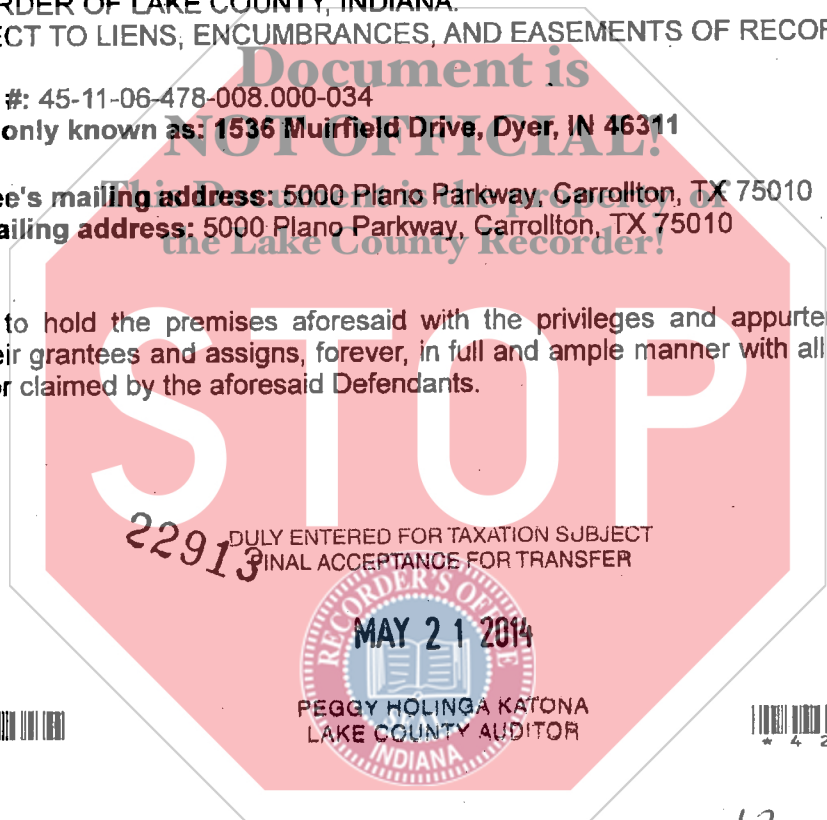 RDER OF LAKE COUNTY, INDIANA.
ECT TO LIENS, ENCUMBRANCES, AND EASEMENTS OF RECOR
Document is
#: 45-11-06-478-008.000-034
only known as: 1536 Muirfield Drive, Dyer, IN 46311
NOT OFFICIAL!
ee's mailing address: 5000 Plano Parkway, Carrollton, TX 75010
This Document is the property of
ailing address: 5000 Plano Parkway, Carrollton, TX 75010
the Lake County Recorder!
to hold the premises aforesaid with the privileges and appurte
eir grantees and assigns, forever, in full and ample manner with all
or claimed by the aforesaid Defendants.
STOP
22913
DULY ENTERED FOR TAXATION SUBJECT
FINAL ACCEPTANCE FOR TRANSFER
RECORDER'S OFFICE
MAY 21 2014
PEGGY HOLINGA KATONA
SEAL
LAKE COUNTY AUDITOR
INDIANA
* 4 2